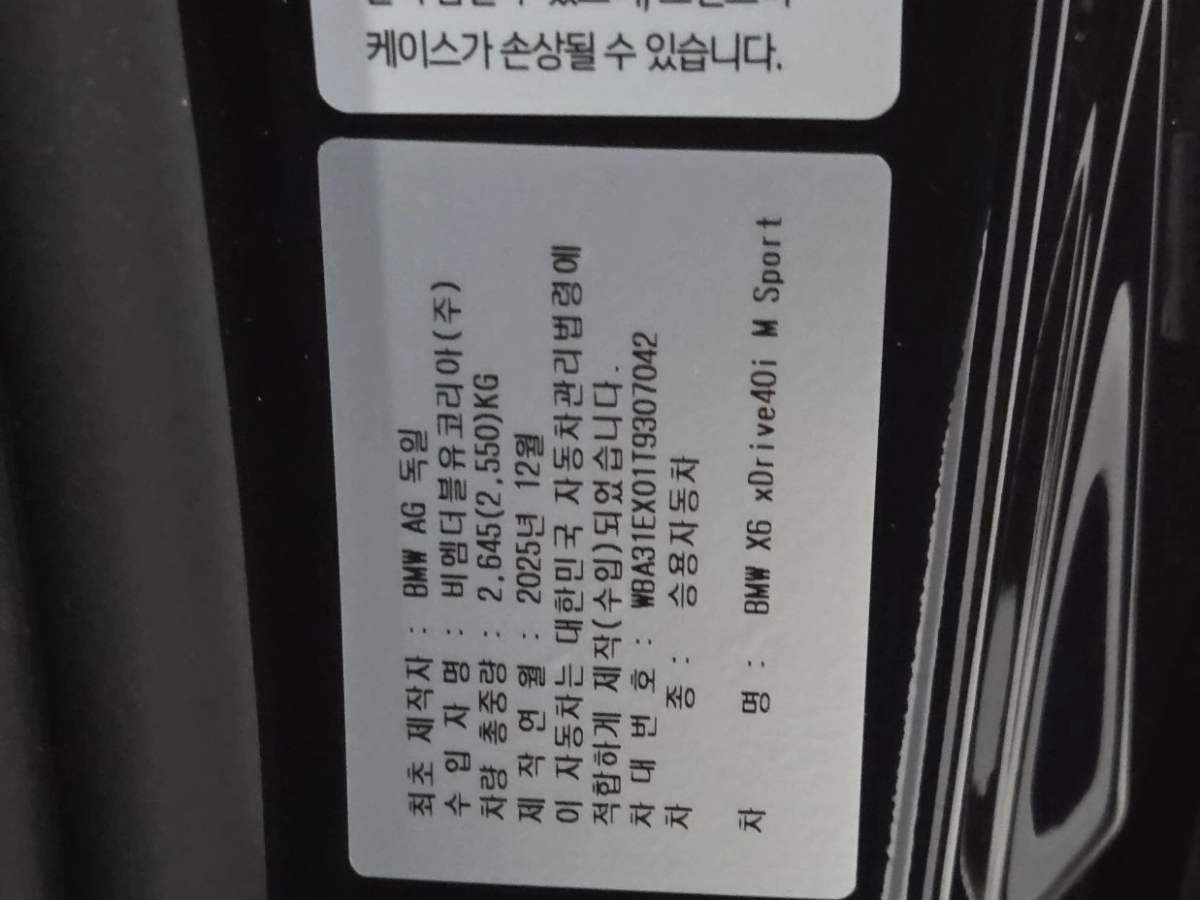 케이스가 손상될 수 있습니다.
최초 제작자 : BMW AG 독일
수 입 자 명 : 비엠더블유코리아(주)
차량 총중량 : 2,645(2,550)KG
제 작 연 월 : 2025년 12월
이 자동차는 대한민국 자동차관리법령에
적합하게 제작(수입)되었습니다.
차 대 번 호 : WBA31EX01T9307042
차 종 : 승용자동차
차 명 : BMW X6 xDrive40i M Sport